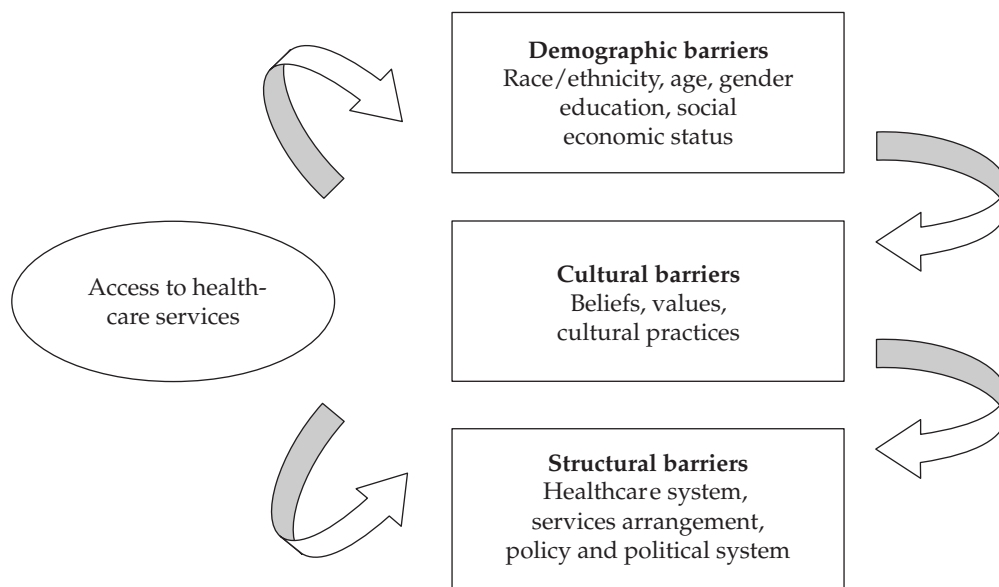 Demographic barriers
Race/ethnicity, age, gender
education, social
economic status
Access to health-
care services
Cultural barriers
Beliefs, values,
cultural practices
Structural barriers
Healthcare system,
services arrangement,
policy and political system